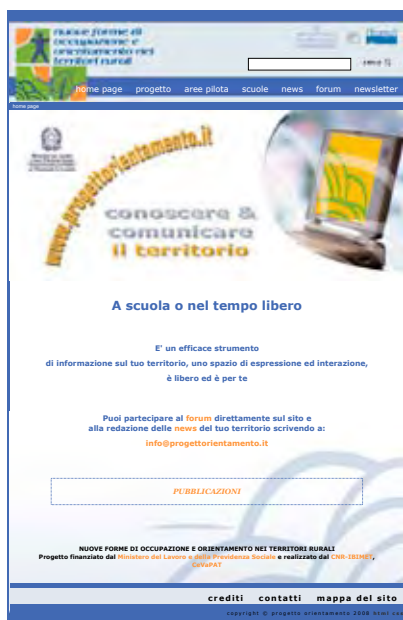 nuove forme di
occupazione e
orientamento nei
territori rurali
cerca
home page progetto aree pilota scuole news forum newsletter
home page
www.progettorientamento.it
conoscere &
comunicare
il territorio
A scuola o nel tempo libero
E' un efficace strumento
di informazione sul tuo territorio, uno spazio di espressione ed interazione,
è libero ed è per te
Puoi partecipare al forum direttamente sul sito e
alla redazione delle news del tuo territorio scrivendo a:
info@progettorientamento.it
PUBBLICAZIONI
NUOVE FORME DI OCCUPAZIONE E ORIENTAMENTO NEI TERRITORI RURALI
Progetto finanziato dal Ministero del Lavoro e della Previdenza Sociale e realizzato dal CNR-IBIMET,
CoVaPAT
crediti contatti mappa del sito
copyright © progetto orientamento 2008 html css